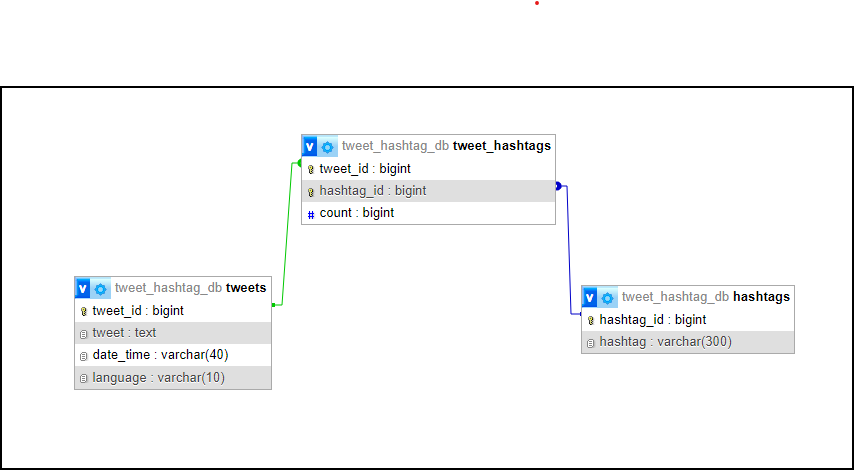 v tweet_hashtag_db tweet_hashtags
tweet_id : bigint
hashtag_id : bigint
# count : bigint
v tweet_hashtag_db tweets
tweet_id : bigint
tweet : text
date_time : varchar(40)
language : varchar(10)
v tweet_hashtag_db hashtags
hashtag_id : bigint
hashtag : varchar(300)